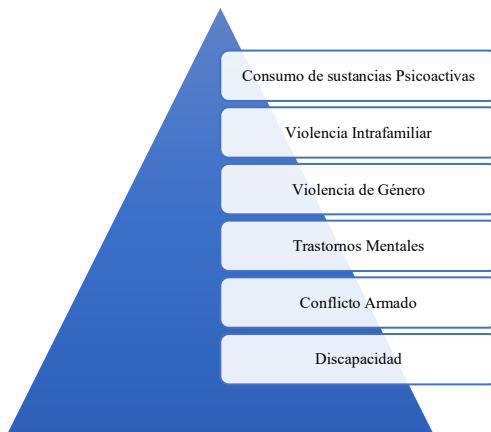 Consumo de sustancias Psicoactivas
Violencia Intrafamiliar
Violencia de Género
Trastornos Mentales
Conflicto Armado
Discapacidad